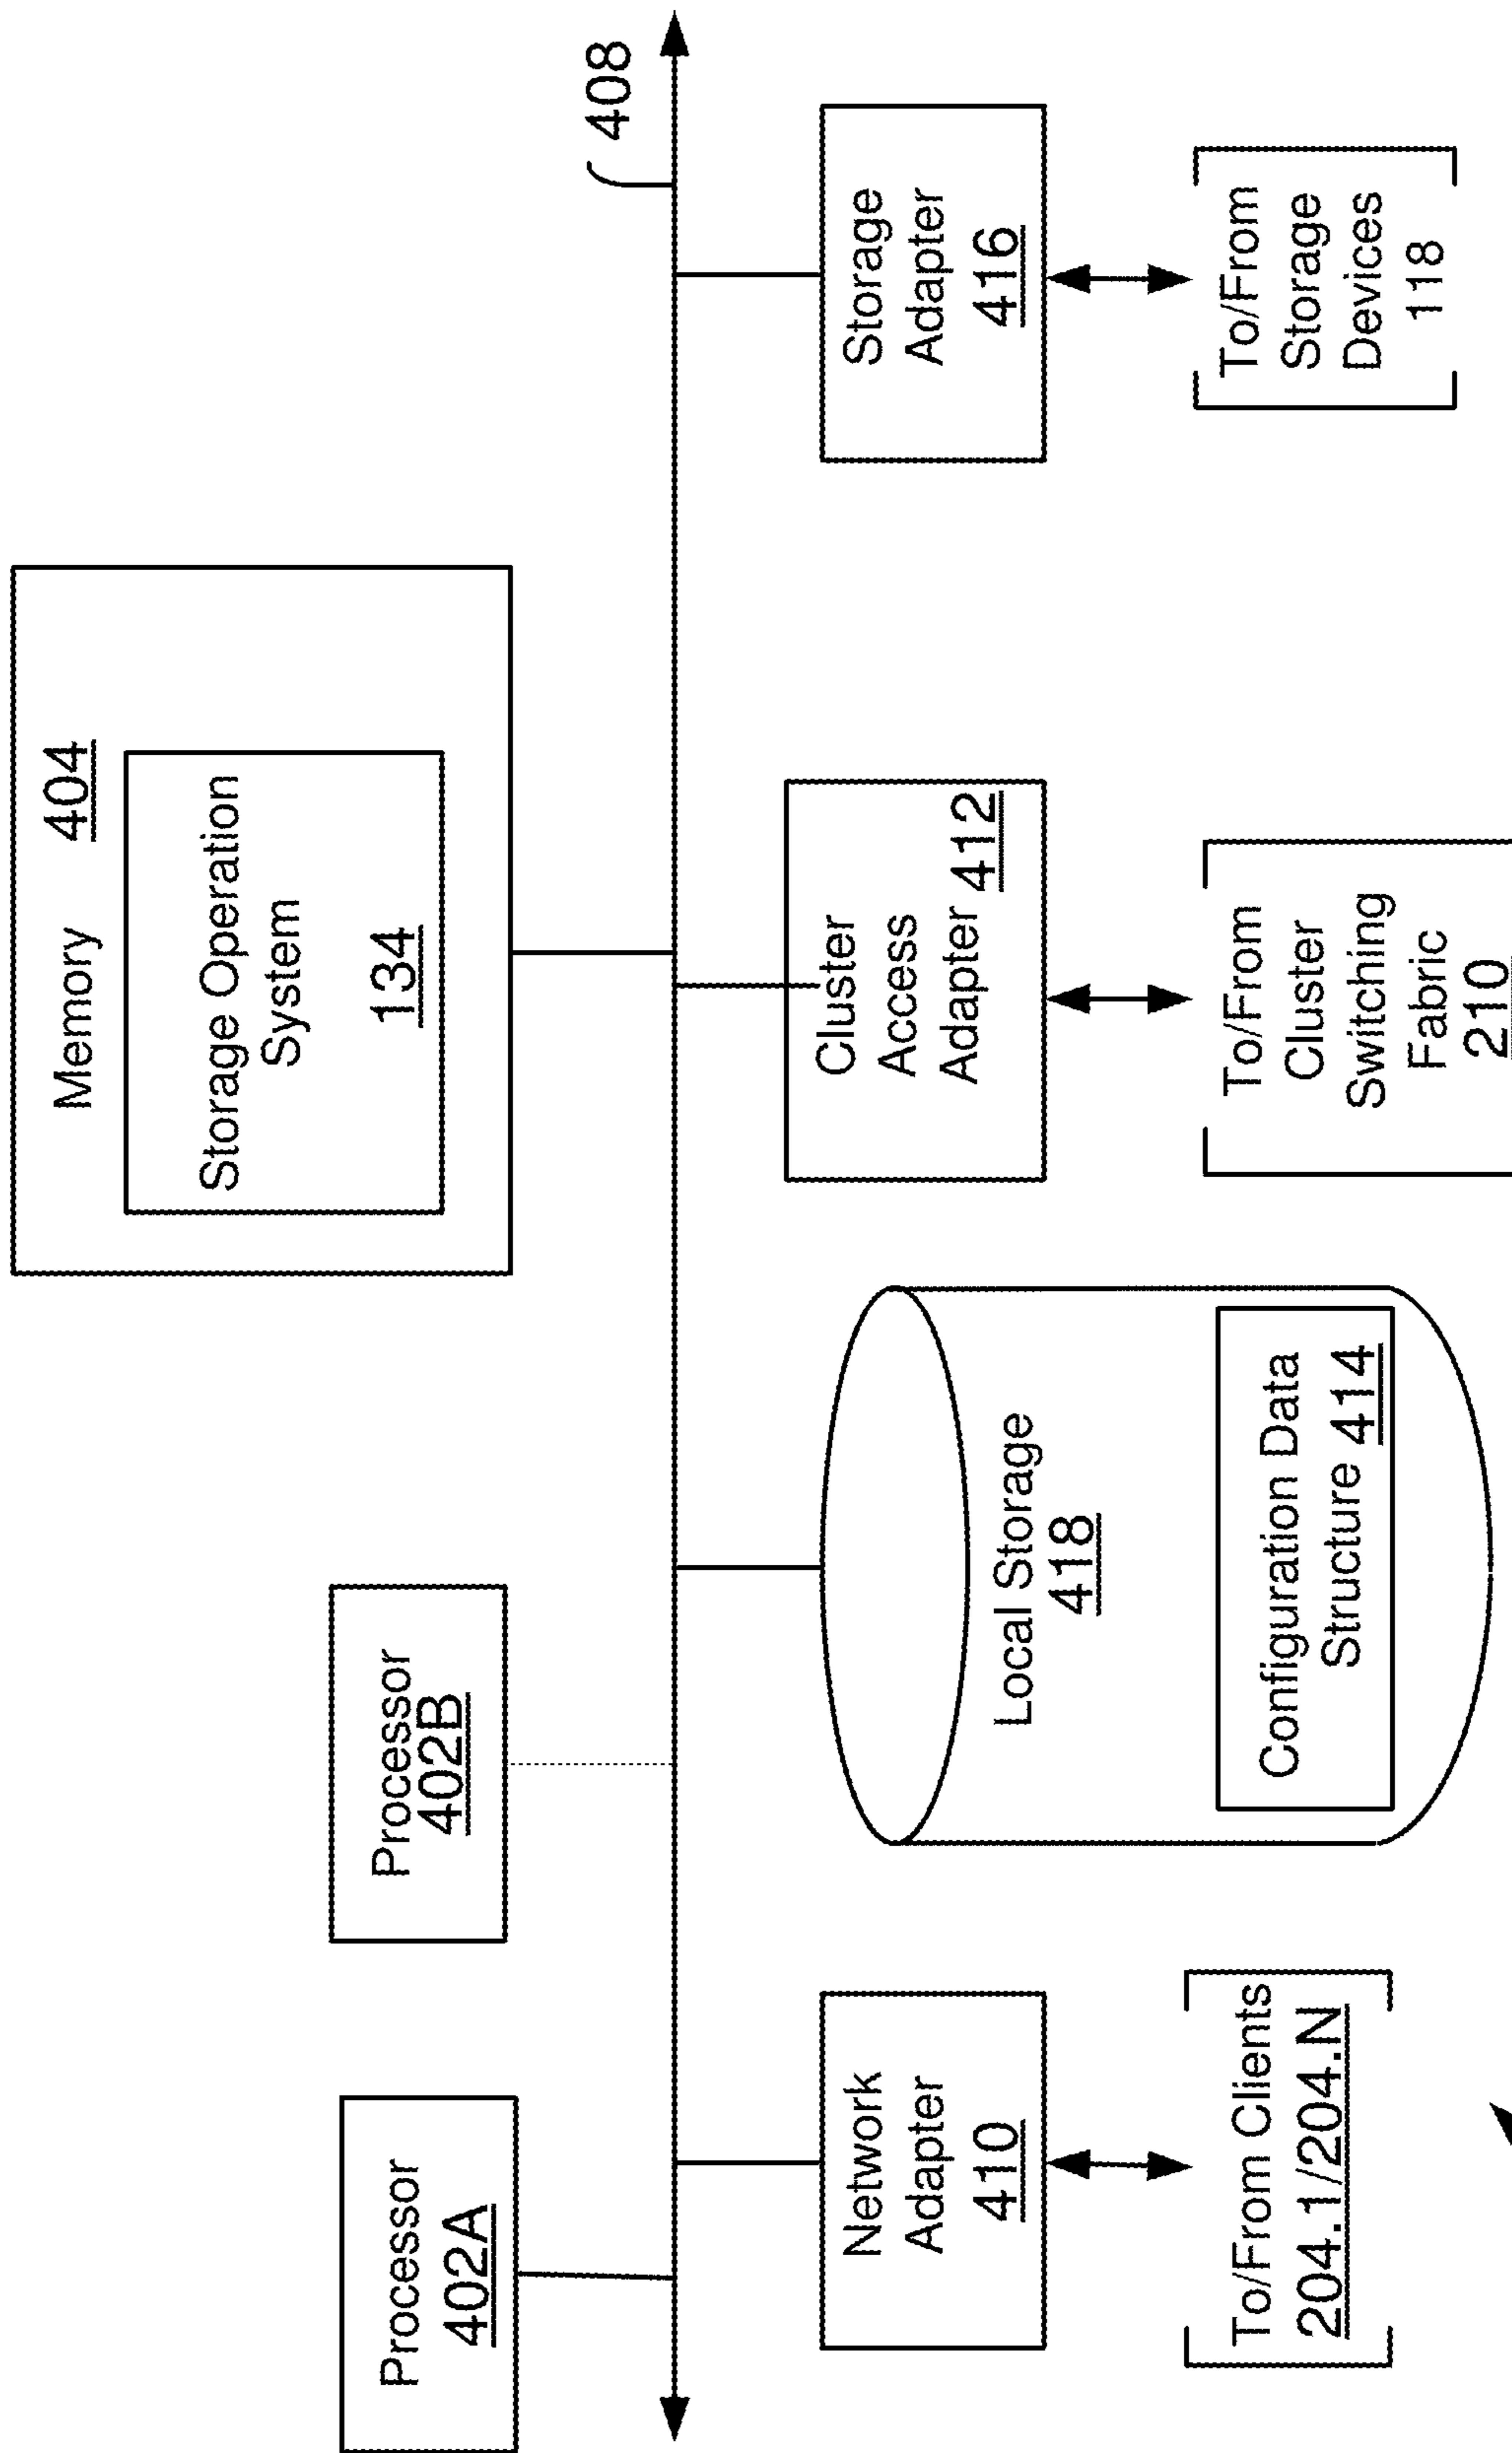 Processor
402A
Processor
402B
Memory 404
Storage Operation
System
134
408
Network
Adapter
410
Local Storage
418
Configuration Data
Structure 414
Cluster
Access
Adapter 412
Storage
Adapter
416
To/From Clients
204.1/204.N
To/From
Cluster
Switching
Fabric
210
To/From
Storage
Devices
118